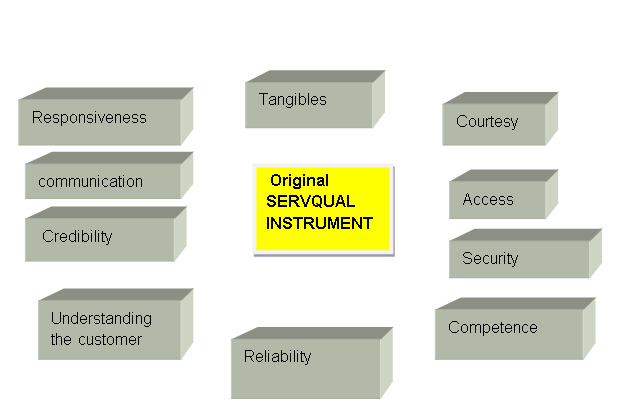 Responsiveness
Tangibles
Courtesy
communication
Original
SERVQUAL
INSTRUMENT
Access
Credibility
Security
Understanding
the customer
Reliability
Competence